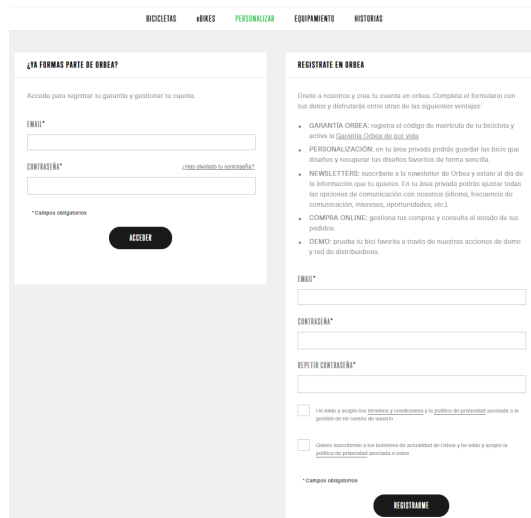 BICICLETAS eBIKES PERSONALIZAR EQUIPAMIENTO HISTORIAS
¿YA FORMAS PARTE DE ORBEA?
Accede para registrar tu garantía y gestionar tu cuenta.
EMAIL*
CONTRASEÑA* ¿Has olvidado tu contraseña?
* Campos obligatorios
ACCEDER
REGISTRATE EN ORBEA
Únete a nosotros y crea tu cuenta en orbea. Completa el formulario con
tus datos y disfrutarás entre otras de las siguientes ventajas:
• GARANTÍA ORBEA: registra el código de matrícula de tu bicicleta y
activa la Garantía Orbea de por vida.
• PERSONALIZACIÓN: en tu área privada podrás guardar las bicis que
diseñes y recuperar tus diseños favoritos de forma sencilla.
• NEWSLETTERS: suscríbete a la newsletter de Orbea y estate al día de
la información que tu quieres. En tu área privada podrás ajustar todas
las opciones de comunicación con nosotros (idioma, frecuencia de
comunicación, intereses, oportunidades, etc.).
• COMPRA ONLINE: gestiona tus compras y consulta el estado de tus
pedidos.
• DEMO: prueba tu bici favorita a través de nuestras acciones de demo
y red de distribuidores.
EMAIL*
CONTRASEÑA*
REPETIR CONTRASEÑA*
He leído y acepto los términos y condiciones y la política de privacidad asociada a la
gestión de mi cuenta de usuario
Quiero suscribirme a los boletines de actualidad de Orbea y he leído y acepto la
política de privacidad asociada a estos
* Campos obligatorios
REGISTRARME